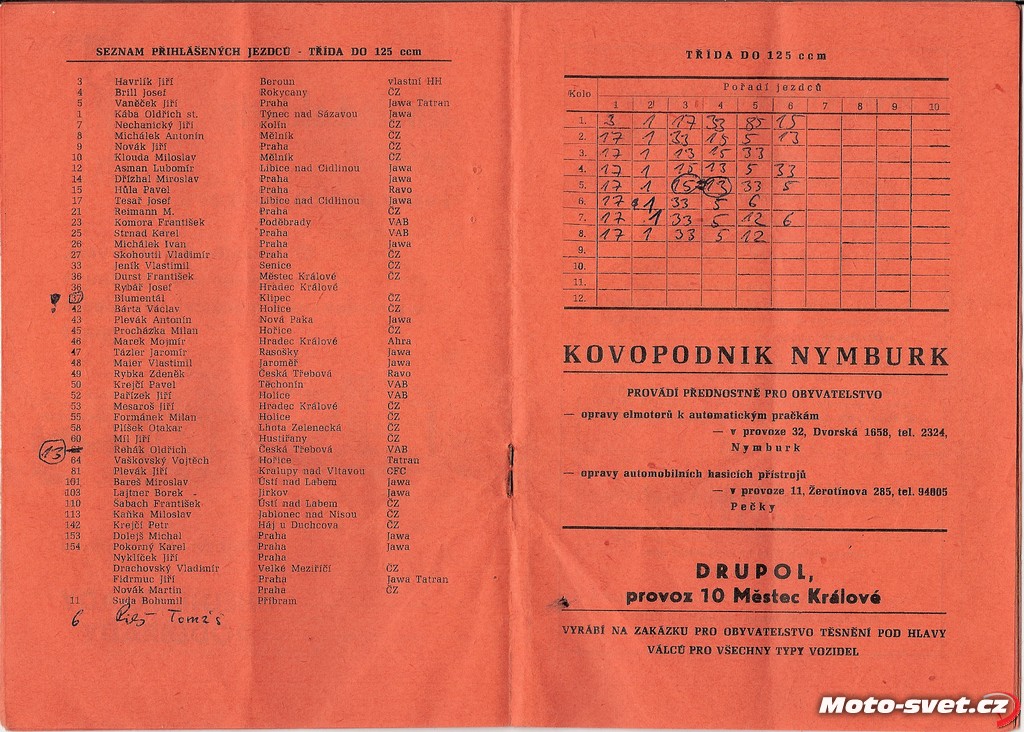 SEZNAM PŘIHLÁŠENÝCH JEZDCŮ - TŘÍDA DO 125 ccm
3 Havrlík Jiří Beroun vlastní HH
4 Brill Josef Rokycany ČZ
5 Vaněček Jiří Praha Jawa Tatran
1 Kába Oldřich st. Týnec nad Sázavou Jawa
7 Nechanický Jiří Kolín ČZ
8 Michálek Antonín Mělník ČZ
9 Novák Jiří Praha ČZ
10 Klouda Miloslav Mělník ČZ
12 Asman Lubomír Libice nad Cidlinou Jawa
14 Dřízhal Miroslav Praha Jawa
15 Hůla Pavel Praha Ravo
17 Tesař Josef Libice nad Cidlinou Jawa
21 Reimann M. Praha ČZ
23 Komora František Poděbrady VAB
25 Strnad Karel Praha VAB
26 Michálek Ivan Praha Jawa
27 Skohoutil Vladimír Praha ČZ
33 Jeník Vlastimil Senice ČZ
36 Durst František Městec Králové ČZ
36 Rybář Josef Hradec Králové
37 Blumentál Klipec ČZ
42 Bárta Václav Holice ČZ
43 Plevák Antonín Nová Paka Jawa
45 Procházka Milan Hořice ČZ
46 Marek Mojmír Hradec Králové Ahra
47 Tázler Jaromír Rasošky Jawa
48 Maier Vlastimil Jaroměř Jawa
49 Rybka Zdeněk Česká Třebová Ravo
50 Krejčí Pavel Těchonín VAB
52 Pařízek Jiří Holice VAB
53 Mesaroš Jiří Hradec Králové ČZ
55 Formánek Milan Holice ČZ
58 Plíšek Otakar Lhota Zelenecká ČZ
60 Míl Jiří Hustířany ČZ
13 Řehák Oldřich Česká Třebová VAB
64 Vaškovský Vojtěch Hořice Tatran
81 Plevák Jiří Kralupy nad Vltavou CFC
101 Bareš Miroslav Ústí nad Labem Jawa
103 Lajtner Borek - Jirkov Jawa
110 Šabach František Ústí nad Labem ČZ
113 Kaňka Miloslav Jablonec nad Nisou ČZ
142 Krejčí Petr Háj u Duchcova ČZ
153 Dolejš Michal Praha Jawa
154 Pokorný Karel Praha Jawa
Nyklíček Jiří Praha
Drachovský Vladimír Velké Meziříčí ČZ
Fidrmuc Jiří Praha Jawa Tatran
Novák Martin Praha ČZ
11 Suda Bohumil Příbram
6 Tomáš
TŘÍDA DO 125 ccm
Kolo Pořadí jezdců
1 2 3 4 5 6 7 8 9 10
1. 3 1 17 33 85 15
2. 17 1 33 15 5 13
3. 17 1 13 15 33
4. 17 1 15 13 5 33
5. 17 1 15 13 33 5
6. 17 1 33 5 6
7. 17 1 33 5 12 6
8. 17 1 33 5 12
9.
10.
11.
12.
KOVOPODNIK NYMBURK
PROVÁDÍ PŘEDNOSTNĚ PRO OBYVATELSTVO
— opravy elmoterů k automatickým pračkám
— v provoze 32, Dvorská 1658, tel. 2324,
Nymburk
— opravy automobilních hasicích přístrojů
— v provoze 11, Žerotínova 285, tel. 94805
Pečky
DRUPOL,
provoz 10 Městec Králové
VYRÁBÍ NA ZAKÁZKU PRO OBYVATELSTVO TĚSNĚNÍ POD HLAVY
VÁLCŮ PRO VŠECHNY TYPY VOZIDEL
Moto-svet.cz